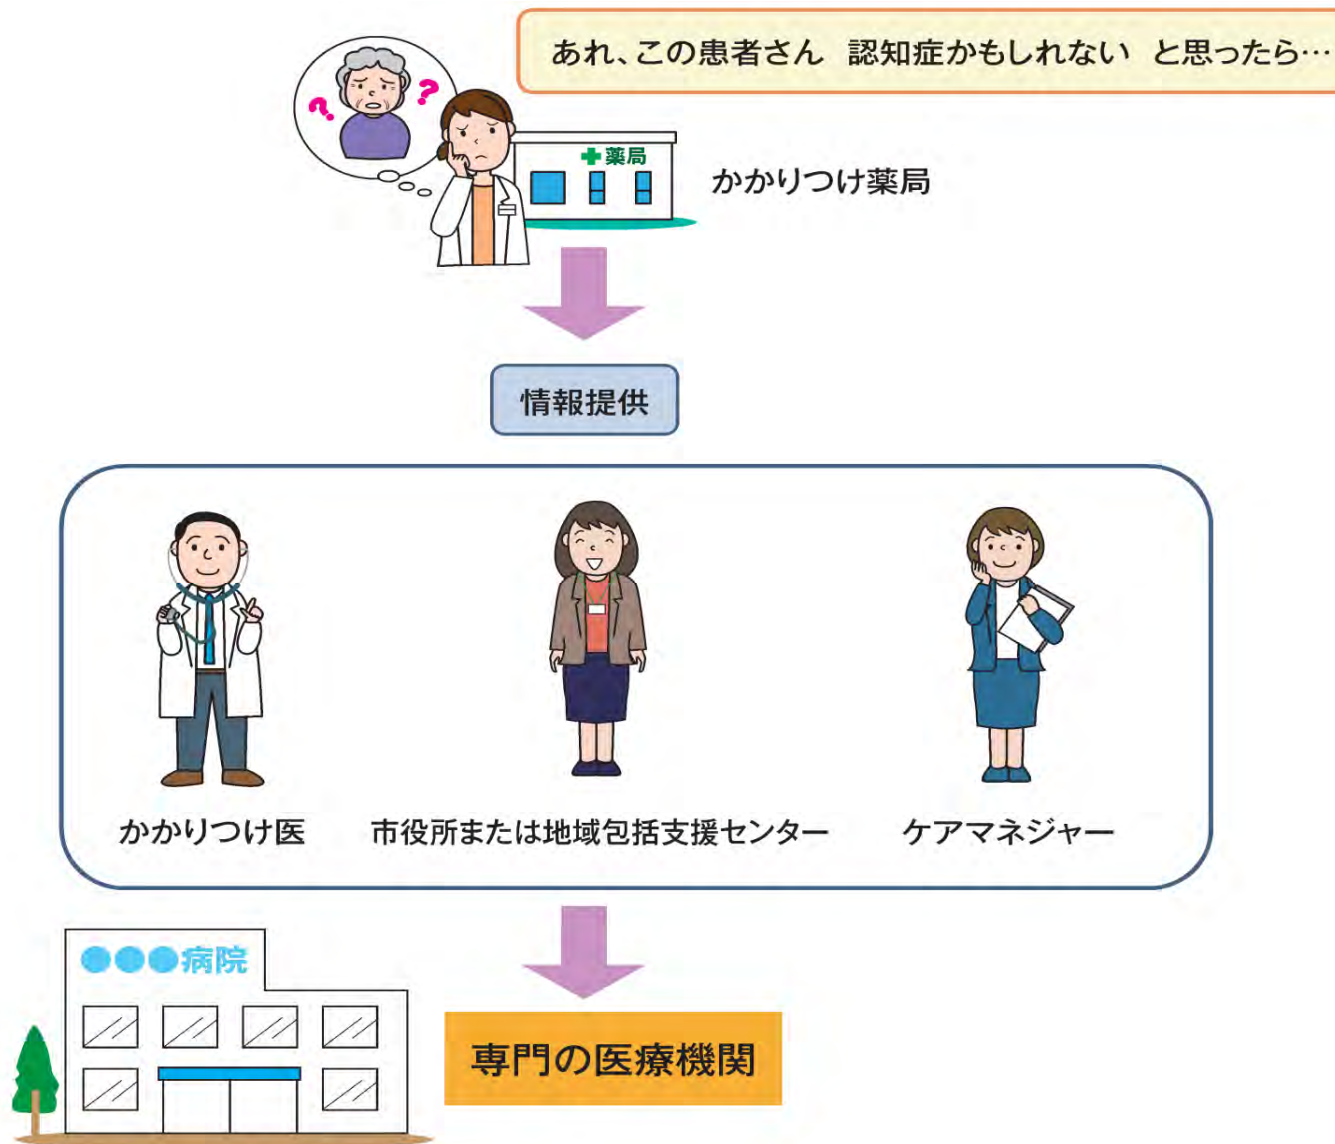 あれ、この患者さん 認知症かもしれない と思ったら…
? ?
薬局
かかりつけ薬局
情報提供
かかりつけ医
市役所または地域包括支援センター
ケアマネジャー
●●●病院
専門の医療機関